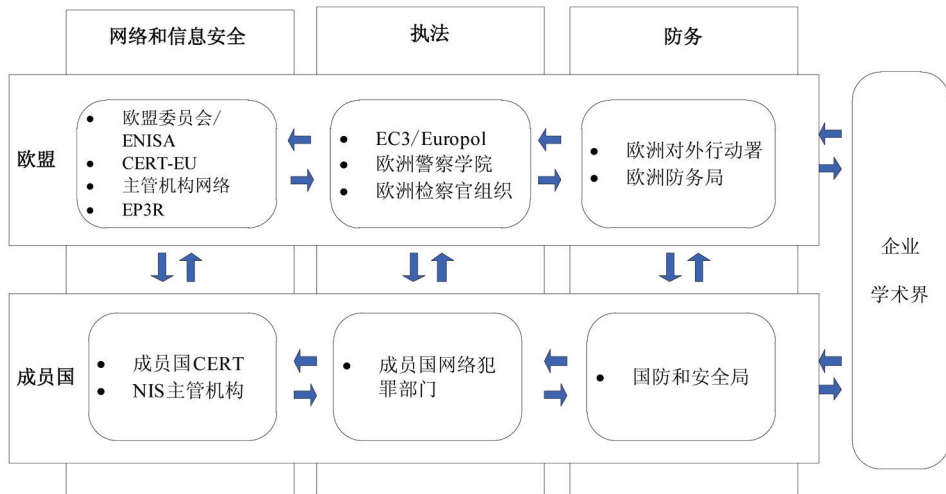 网络和信息安全
执法
防务
欧盟
● 欧盟委员会/
ENISA
● CERT-EU
● 主管机构网络
● EP3R
● EC3/Europol
● 欧洲警察学院
● 欧洲检察官组织
● 欧洲对外行动署
● 欧洲防务局
企业
学术界
成员国
● 成员国CERT
● NIS主管机构
● 成员国网络犯
罪部门
● 国防和安全局